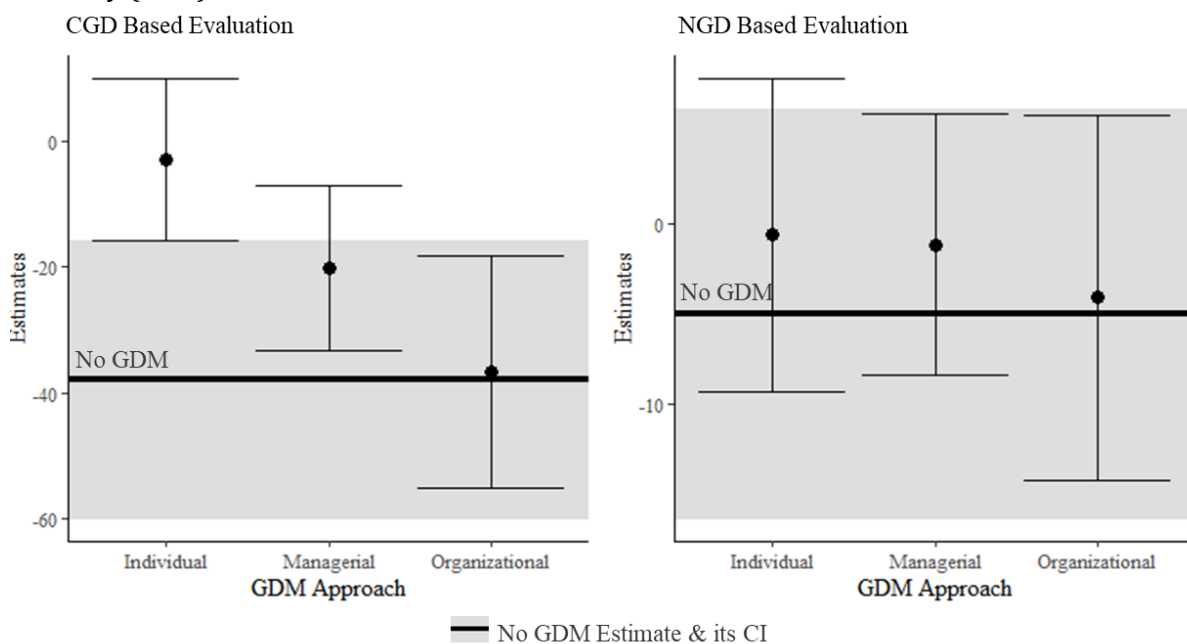 CGD Based Evaluation
Estimates
0
-20
-40
-60
No GDM
Individual
Managerial
Organizational
GDM Approach
NGD Based Evaluation
Estimates
0
-10
No GDM
Individual
Managerial
Organizational
GDM Approach
No GDM Estimate & its CI